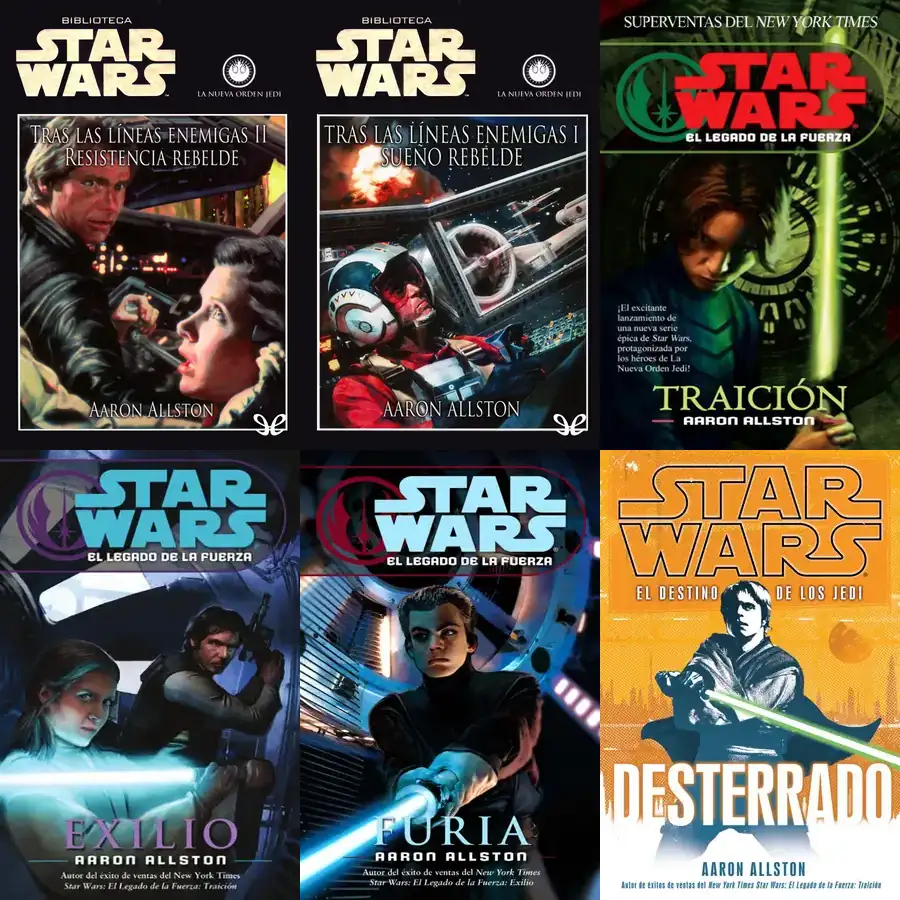 BIBLIOTECA
STAR
WARS
LA NUEVA ORDEN JEDI
TRAS LAS LÍNEAS ENEMIGAS II
RESISTENCIA REBELDE
AARON ALLSTON
BIBLIOTECA
STAR
WARS
LA NUEVA ORDEN JEDI
TRAS LAS LÍNEAS ENEMIGAS I
SUEÑO REBELDE
AARON ALLSTON
SUPERVENTAS DEL NEW YORK TIMES
STAR
WARS
EL LEGADO DE LA FUERZA
¡El excitante
lanzamiento de
una nueva serie
épica de Star Wars,
protagonizada por
los héroes de La
Nueva Orden Jedi!
TRAICIÓN
AARON ALLSTON
STAR
WARS
EL LEGADO DE LA FUERZA
EXILIO
AARON ALLSTON
Autor del éxito de ventas del New York Times
Star Wars: El Legado de la Fuerza: Traición
STAR
WARS
EL LEGADO DE LA FUERZA
FURIA
AARON ALLSTON
Autor del éxito de ventas del New York Times
Star Wars: El Legado de la Fuerza: Exilio
STAR
WARS
EL DESTINO DE LOS JEDI
DESTERRADO
AARON ALLSTON
Autor de éxitos de ventas del New York Times Star Wars: El Legado de la Fuerza: Traición